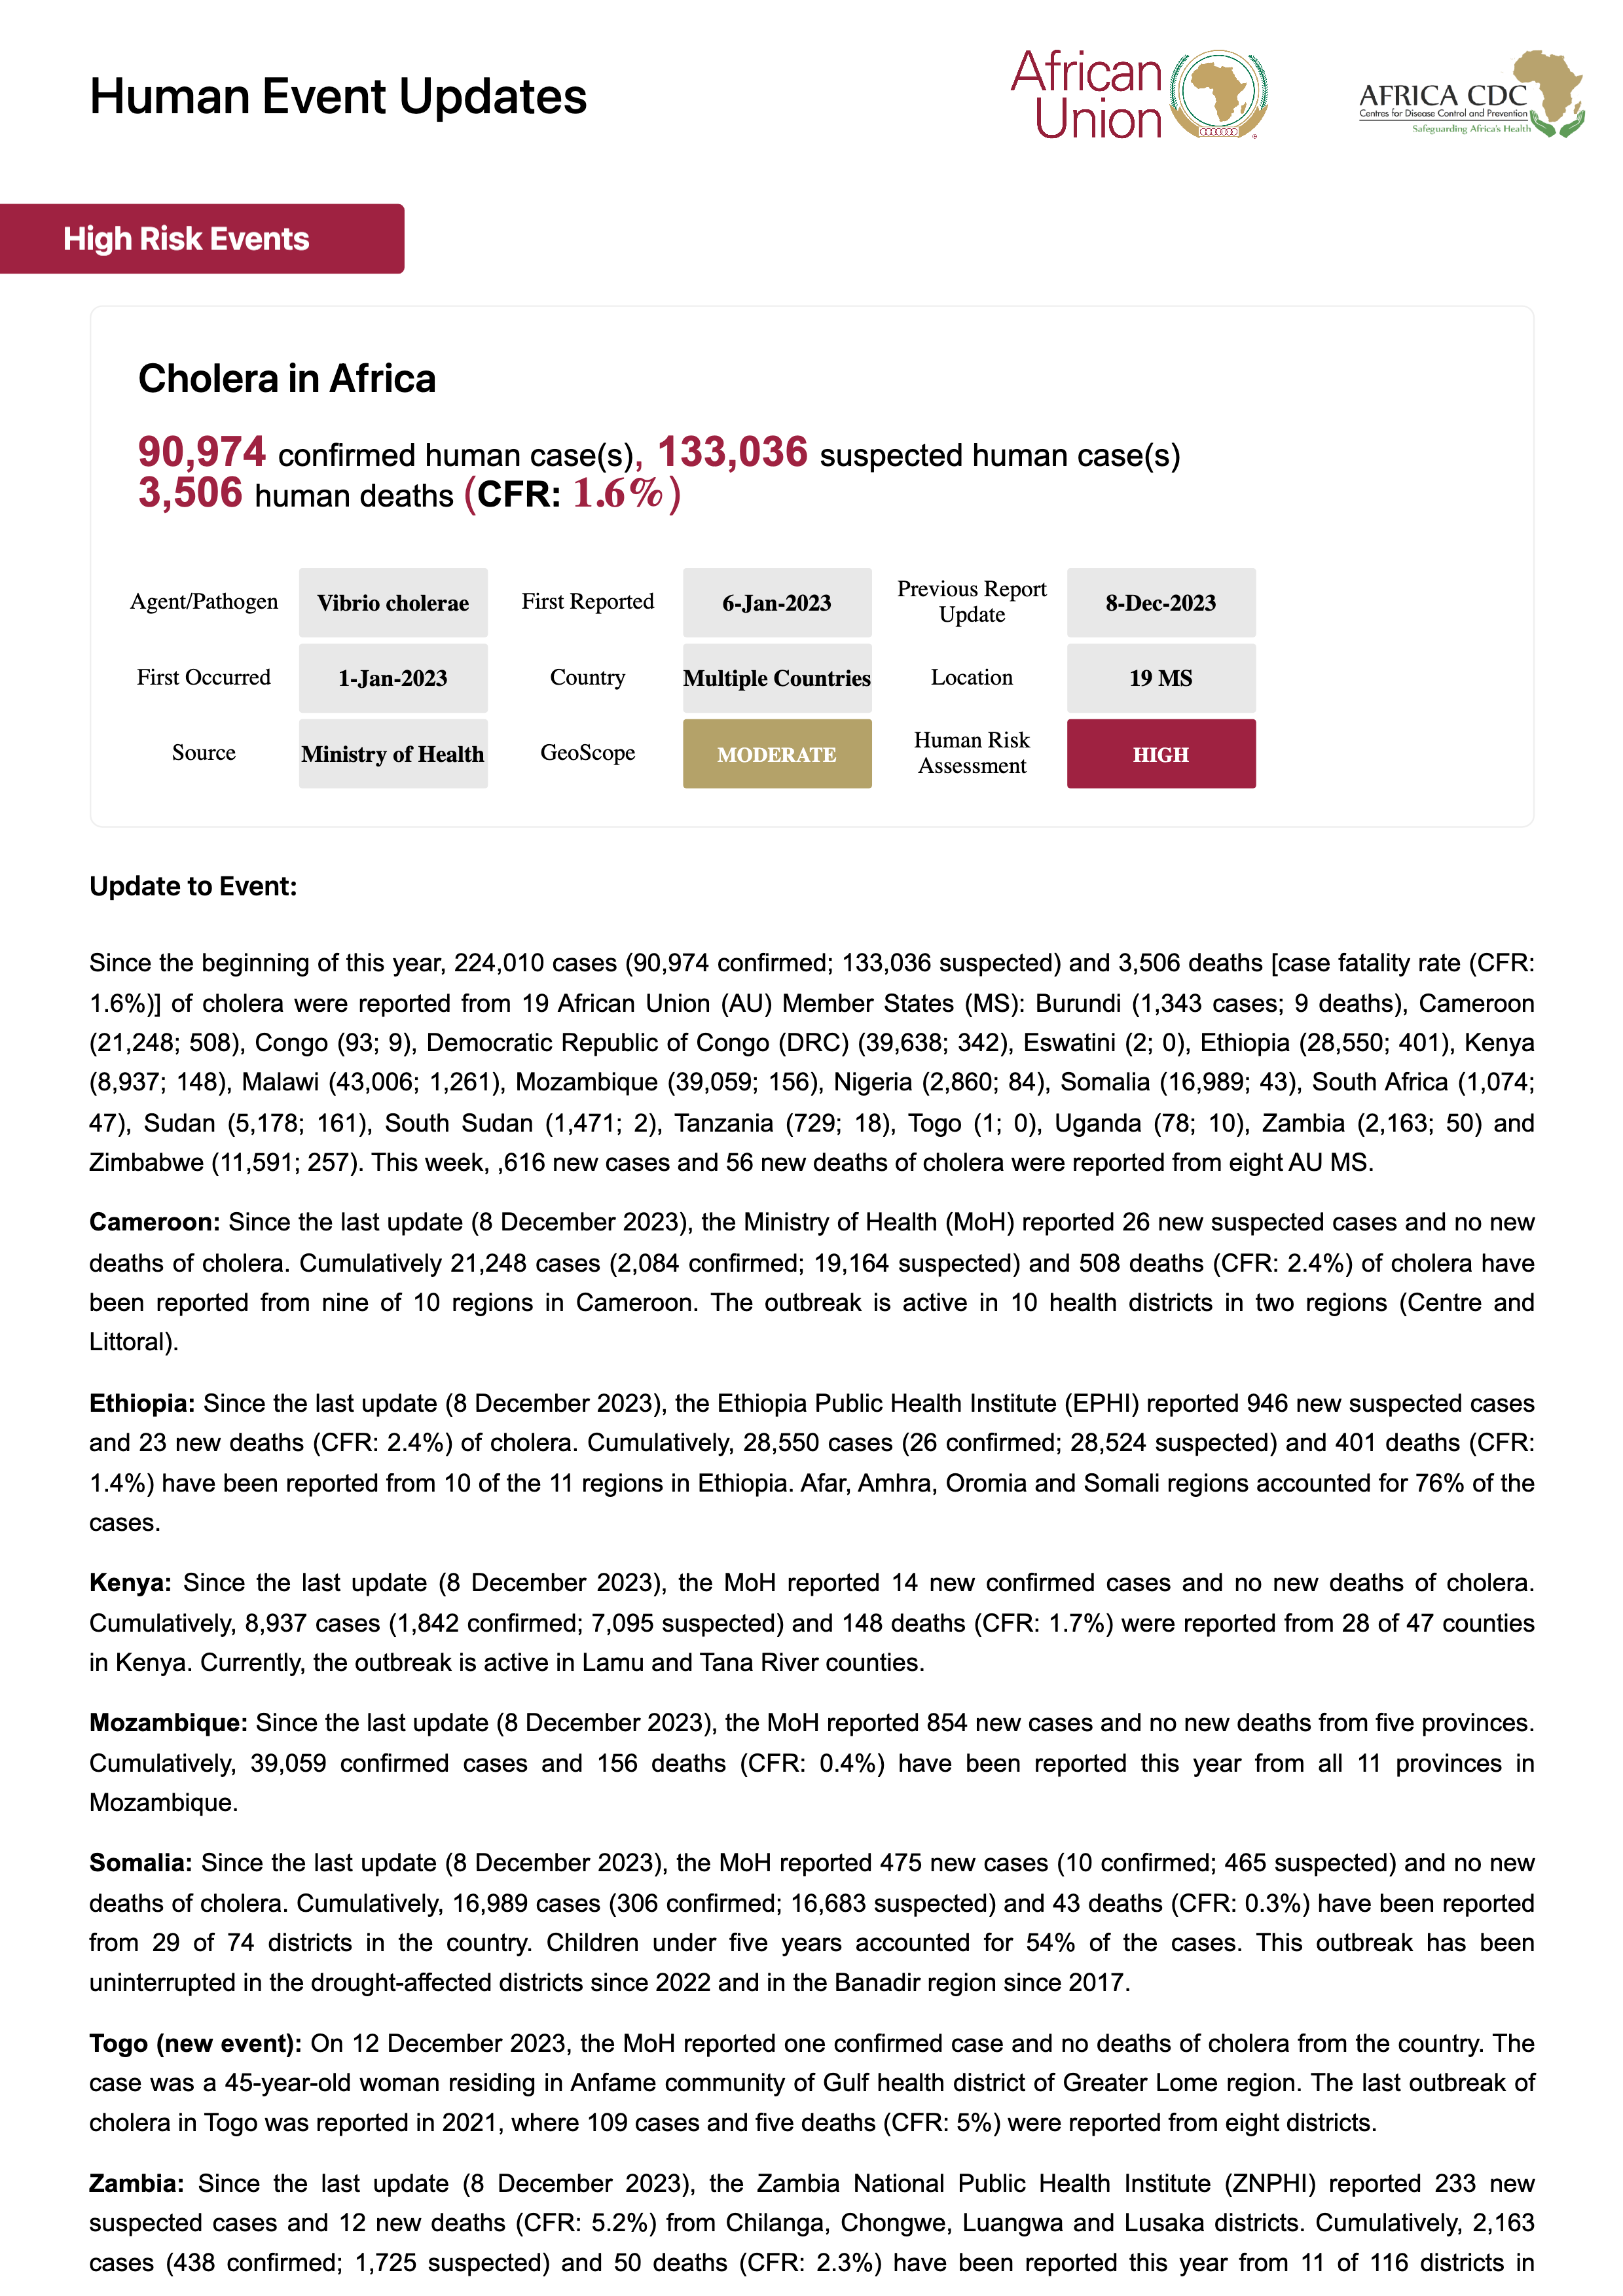 Human Event Updates
African
Union
AFRICA CDC
Centres for Disease Control and Prevention
Safeguarding Africa's Health
High Risk Events
Cholera in Africa
90,974 confirmed human case(s), 133,036 suspected human case(s)
3,506 human deaths (CFR: 1.6%)
Agent/Pathogen Vibrio cholerae First Reported 6-Jan-2023 Previous Report Update 8-Dec-2023
First Occurred 1-Jan-2023 Country Multiple Countries Location 19 MS
Source Ministry of Health GeoScope MODERATE Human Risk Assessment HIGH
Update to Event:
Since the beginning of this year, 224,010 cases (90,974 confirmed; 133,036 suspected) and 3,506 deaths [case fatality rate (CFR:
1.6%)] of cholera were reported from 19 African Union (AU) Member States (MS): Burundi (1,343 cases; 9 deaths), Cameroon
(21,248; 508), Congo (93; 9), Democratic Republic of Congo (DRC) (39,638; 342), Eswatini (2; 0), Ethiopia (28,550; 401), Kenya
(8,937; 148), Malawi (43,006; 1,261), Mozambique (39,059; 156), Nigeria (2,860; 84), Somalia (16,989; 43), South Africa (1,074;
47), Sudan (5,178; 161), South Sudan (1,471; 2), Tanzania (729; 18), Togo (1; 0), Uganda (78; 10), Zambia (2,163; 50) and
Zimbabwe (11,591; 257). This week, ,616 new cases and 56 new deaths of cholera were reported from eight AU MS.
Cameroon: Since the last update (8 December 2023), the Ministry of Health (MoH) reported 26 new suspected cases and no new
deaths of cholera. Cumulatively 21,248 cases (2,084 confirmed; 19,164 suspected) and 508 deaths (CFR: 2.4%) of cholera have
been reported from nine of 10 regions in Cameroon. The outbreak is active in 10 health districts in two regions (Centre and
Littoral).
Ethiopia: Since the last update (8 December 2023), the Ethiopia Public Health Institute (EPHI) reported 946 new suspected cases
and 23 new deaths (CFR: 2.4%) of cholera. Cumulatively, 28,550 cases (26 confirmed; 28,524 suspected) and 401 deaths (CFR:
1.4%) have been reported from 10 of the 11 regions in Ethiopia. Afar, Amhra, Oromia and Somali regions accounted for 76% of the
cases.
Kenya: Since the last update (8 December 2023), the MoH reported 14 new confirmed cases and no new deaths of cholera.
Cumulatively, 8,937 cases (1,842 confirmed; 7,095 suspected) and 148 deaths (CFR: 1.7%) were reported from 28 of 47 counties
in Kenya. Currently, the outbreak is active in Lamu and Tana River counties.
Mozambique: Since the last update (8 December 2023), the MoH reported 854 new cases and no new deaths from five provinces.
Cumulatively, 39,059 confirmed cases and 156 deaths (CFR: 0.4%) have been reported this year from all 11 provinces in
Mozambique.
Somalia: Since the last update (8 December 2023), the MoH reported 475 new cases (10 confirmed; 465 suspected) and no new
deaths of cholera. Cumulatively, 16,989 cases (306 confirmed; 16,683 suspected) and 43 deaths (CFR: 0.3%) have been reported
from 29 of 74 districts in the country. Children under five years accounted for 54% of the cases. This outbreak has been
uninterrupted in the drought-affected districts since 2022 and in the Banadir region since 2017.
Togo (new event): On 12 December 2023, the MoH reported one confirmed case and no deaths of cholera from the country. The
case was a 45-year-old woman residing in Anfame community of Gulf health district of Greater Lome region. The last outbreak of
cholera in Togo was reported in 2021, where 109 cases and five deaths (CFR: 5%) were reported from eight districts.
Zambia: Since the last update (8 December 2023), the Zambia National Public Health Institute (ZNPHI) reported 233 new
suspected cases and 12 new deaths (CFR: 5.2%) from Chilanga, Chongwe, Luangwa and Lusaka districts. Cumulatively, 2,163
cases (438 confirmed; 1,725 suspected) and 50 deaths (CFR: 2.3%) have been reported this year from 11 of 116 districts in